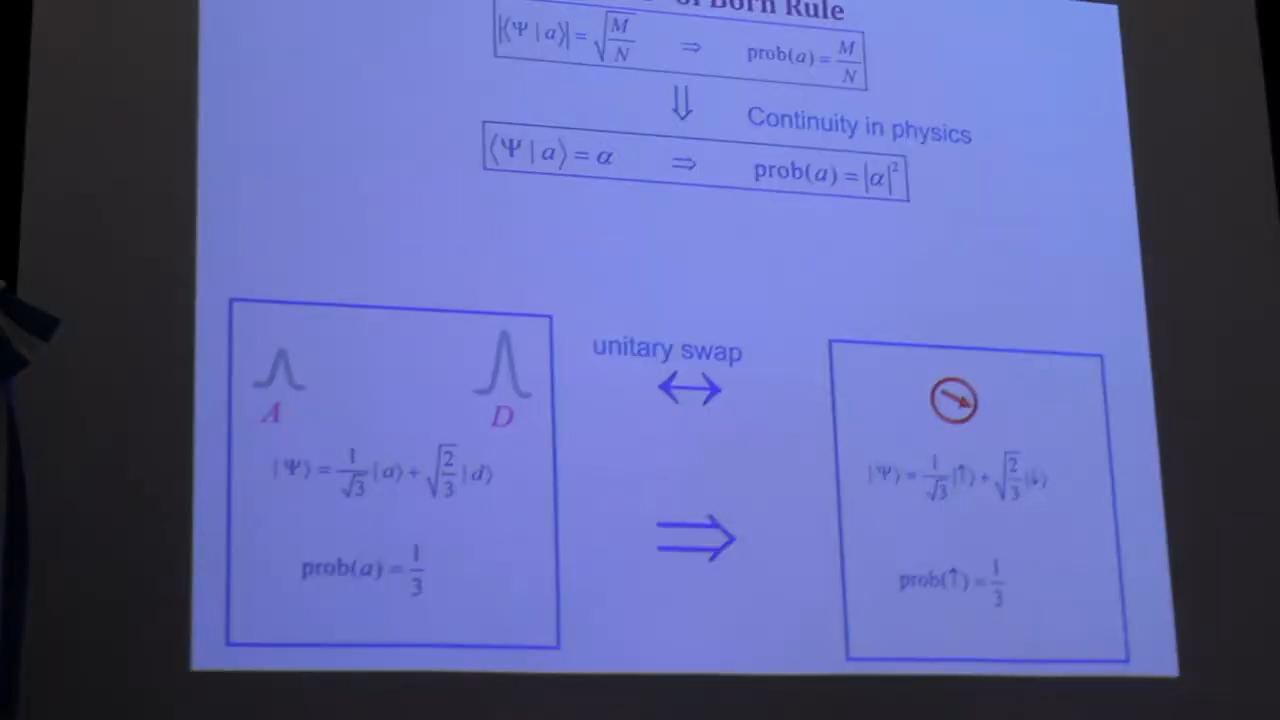 of Born Rule
|⟨Ψ | a⟩| = √(M/N) ⇒ prob(a) = M/N
⇓ Continuity in physics
⟨Ψ | a⟩ = α ⇒ prob(a) = |α|²
unitary swap
↔
A D
|Ψ⟩ = 1/√3 |a⟩ + √(2/3) |d⟩
|Ψ⟩ = 1/√3 |↑⟩ + √(2/3) |↓⟩
⇒
prob(a) = 1/3
prob(↑) = 1/3